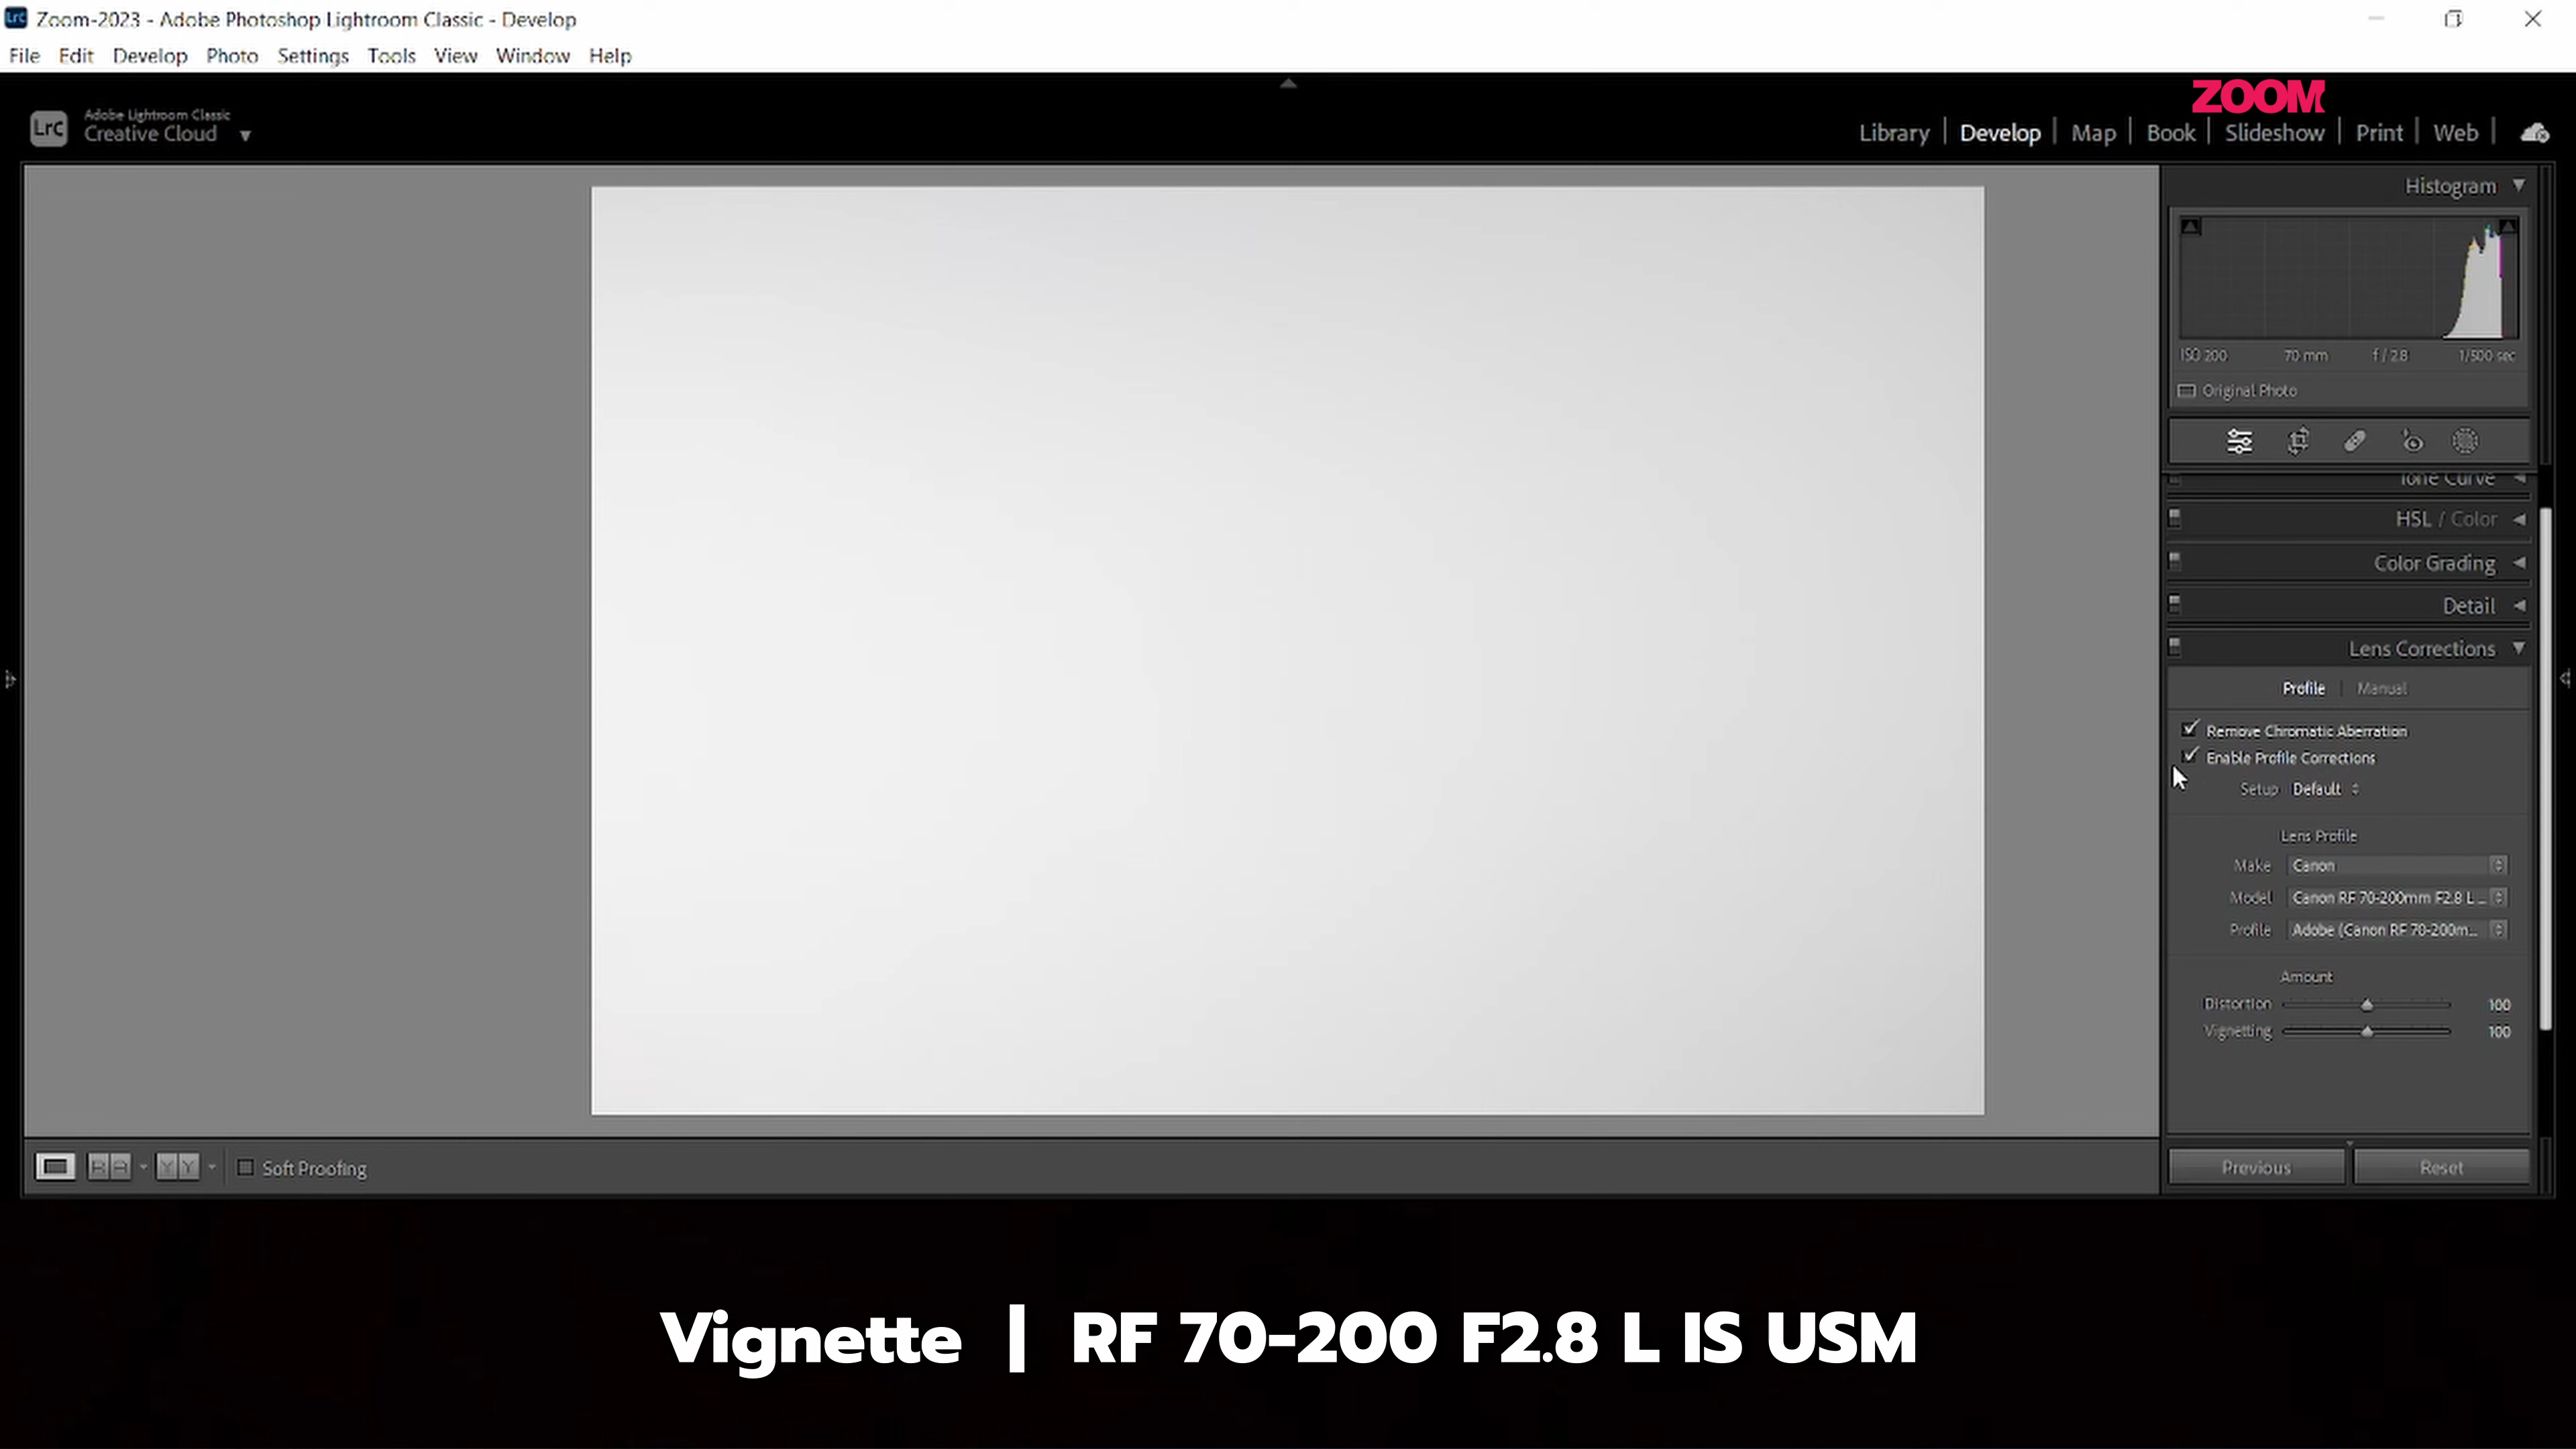 Lrc Zoom-2023 - Adobe Photoshop Lightroom Classic - Develop
File Edit Develop Photo Settings Tools View Window Help
ZOOM
Lrc Adobe Lightroom Classic
Creative Cloud
Library | Develop | Map | Book | Slideshow | Print | Web |
Histogram
ISO 200 70 mm f / 2.8 1/500 sec
Original Photo
Tone Curve
HSL / Color
Color Grading
Detail
Lens Corrections
Profile | Manual
Remove Chromatic Aberration
Enable Profile Corrections
Setup Default
Lens Profile
Make Canon
Model Canon RF 70-200mm F2.8 L ...
Profile Adobe (Canon RF 70-200m...
Amount
Distortion 100
Vignetting 100
Soft Proofing
Previous Reset
Vignette | RF 70-200 F2.8 L IS USM